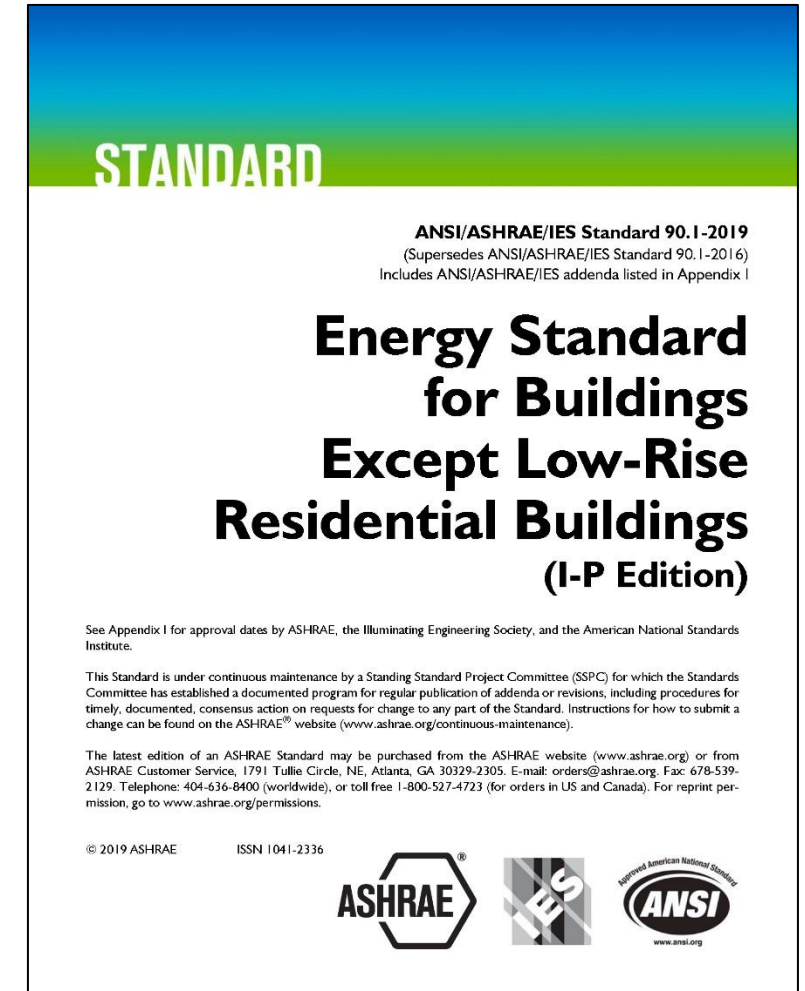 STANDARD
ANSI/ASHRAE/IES Standard 90.1-2019
(Supersedes ANSI/ASHRAE/IES Standard 90.1-2016)
Includes ANSI/ASHRAE/IES addenda listed in Appendix I
Energy Standard
for Buildings
Except Low-Rise
Residential Buildings
(I-P Edition)
See Appendix I for approval dates by ASHRAE, the Illuminating Engineering Society, and the American National Standards
Institute.
This Standard is under continuous maintenance by a Standing Standard Project Committee (SSPC) for which the Standards
Committee has established a documented program for regular publication of addenda or revisions, including procedures for
timely, documented, consensus action on requests for change to any part of the Standard. Instructions for how to submit a
change can be found on the ASHRAE® website (www.ashrae.org/continuous-maintenance).
The latest edition of an ASHRAE Standard may be purchased from the ASHRAE website (www.ashrae.org) or from
ASHRAE Customer Service, 1791 Tullie Circle, NE, Atlanta, GA 30329-2305. E-mail: orders@ashrae.org. Fax: 678-539-
2129. Telephone: 404-636-8400 (worldwide), or toll free 1-800-527-4723 (for orders in US and Canada). For reprint per-
mission, go to www.ashrae.org/permissions.
© 2019 ASHRAE ISSN 1041-2336
ASHRAE ®
IES
Approved American National Standard
ANSI
www.ansi.org